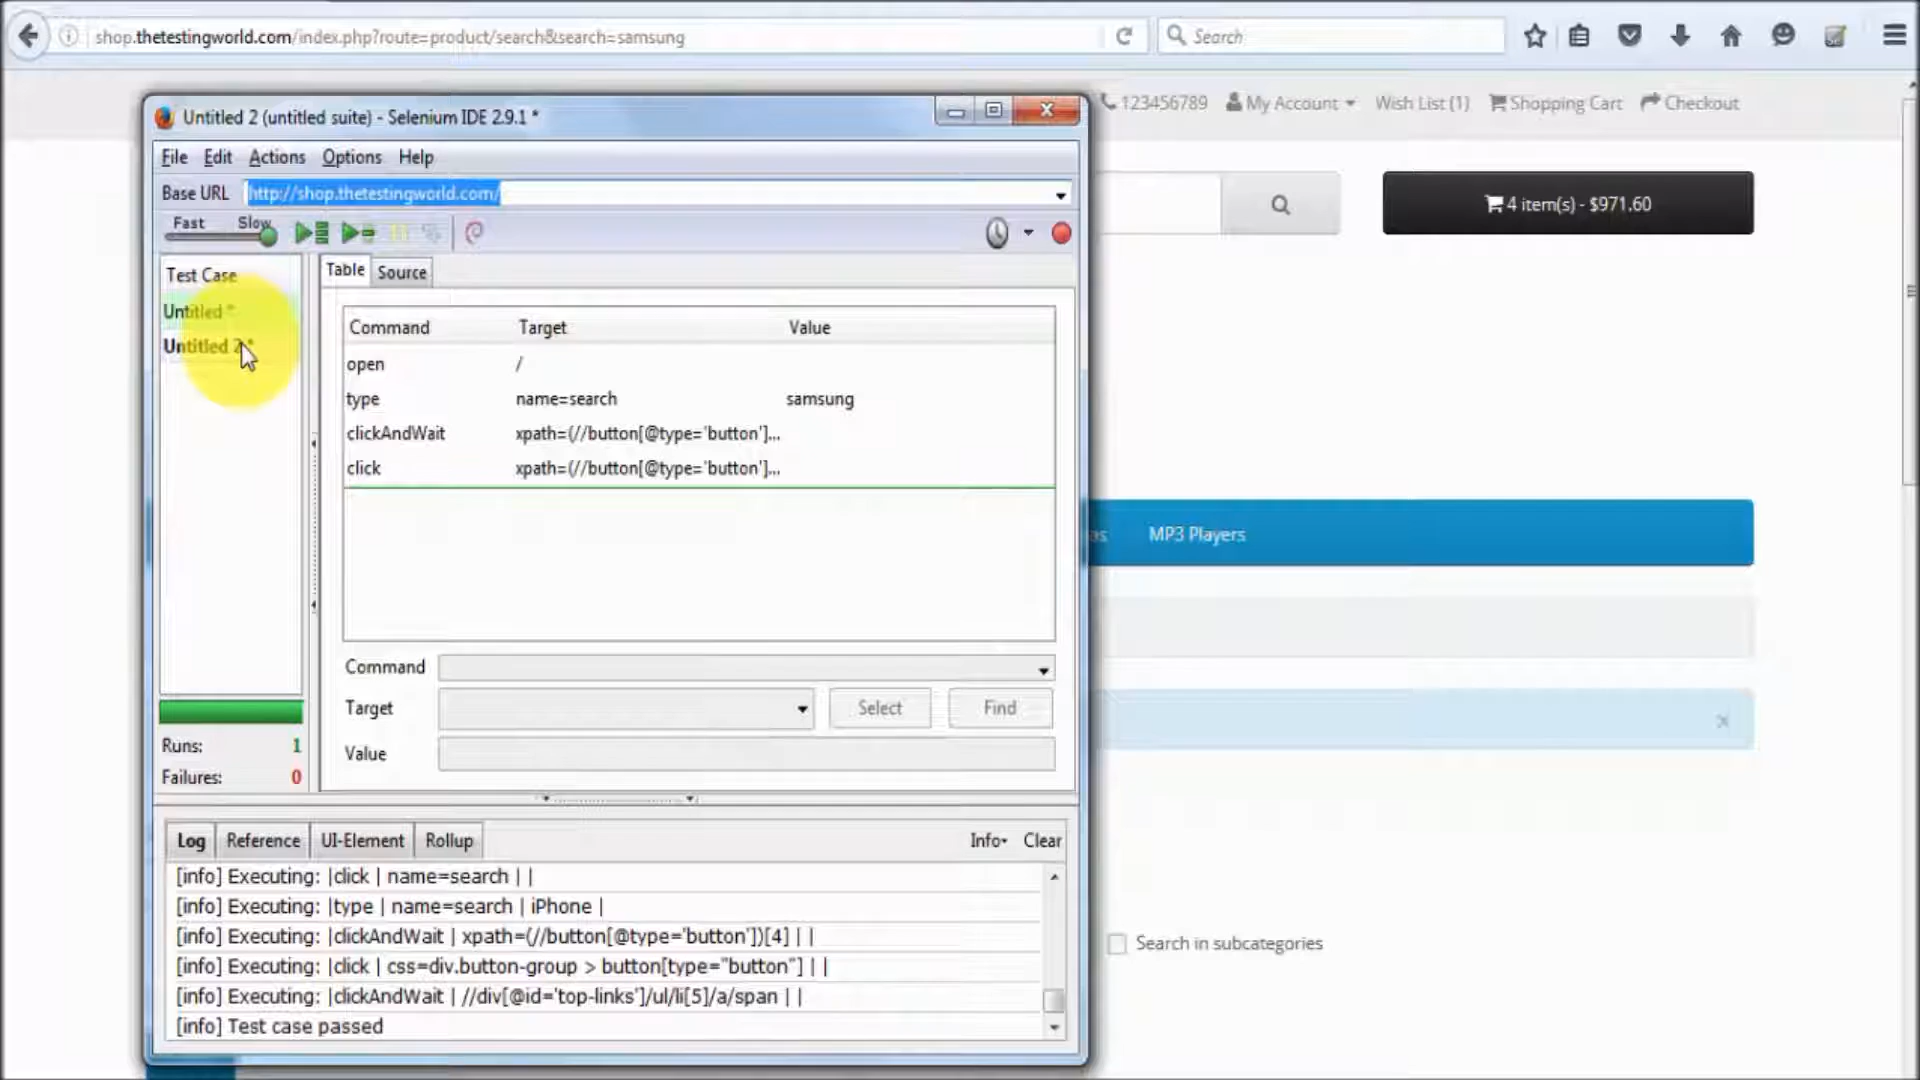 shop.thetestingworld.com/index.php?route=product/search&search=samsung
Search
123456789 My Account Wish List (1) Shopping Cart Checkout
4 item(s) - $971.60
MP3 Players
Search in subcategories
Untitled 2 (untitled suite) - Selenium IDE 2.9.1 *
File Edit Actions Options Help
Base URL http://shop.thetestingworld.com/
Fast Slow
Test Case
Untitled *
Untitled 2 *
Table Source
Command Target Value
open /
type name=search samsung
clickAndWait xpath=(//button[@type='button']...
click xpath=(//button[@type='button']...
Command
Target Select Find
Value
Runs: 1
Failures: 0
Log Reference UI-Element Rollup Info Clear
[info] Executing: |click | name=search | |
[info] Executing: |type | name=search | iPhone |
[info] Executing: |clickAndWait | xpath=(//button[@type='button'])[4] | |
[info] Executing: |click | css=div.button-group > button[type="button"] | |
[info] Executing: |clickAndWait | //div[@id='top-links']/ul/li[5]/a/span | |
[info] Test case passed